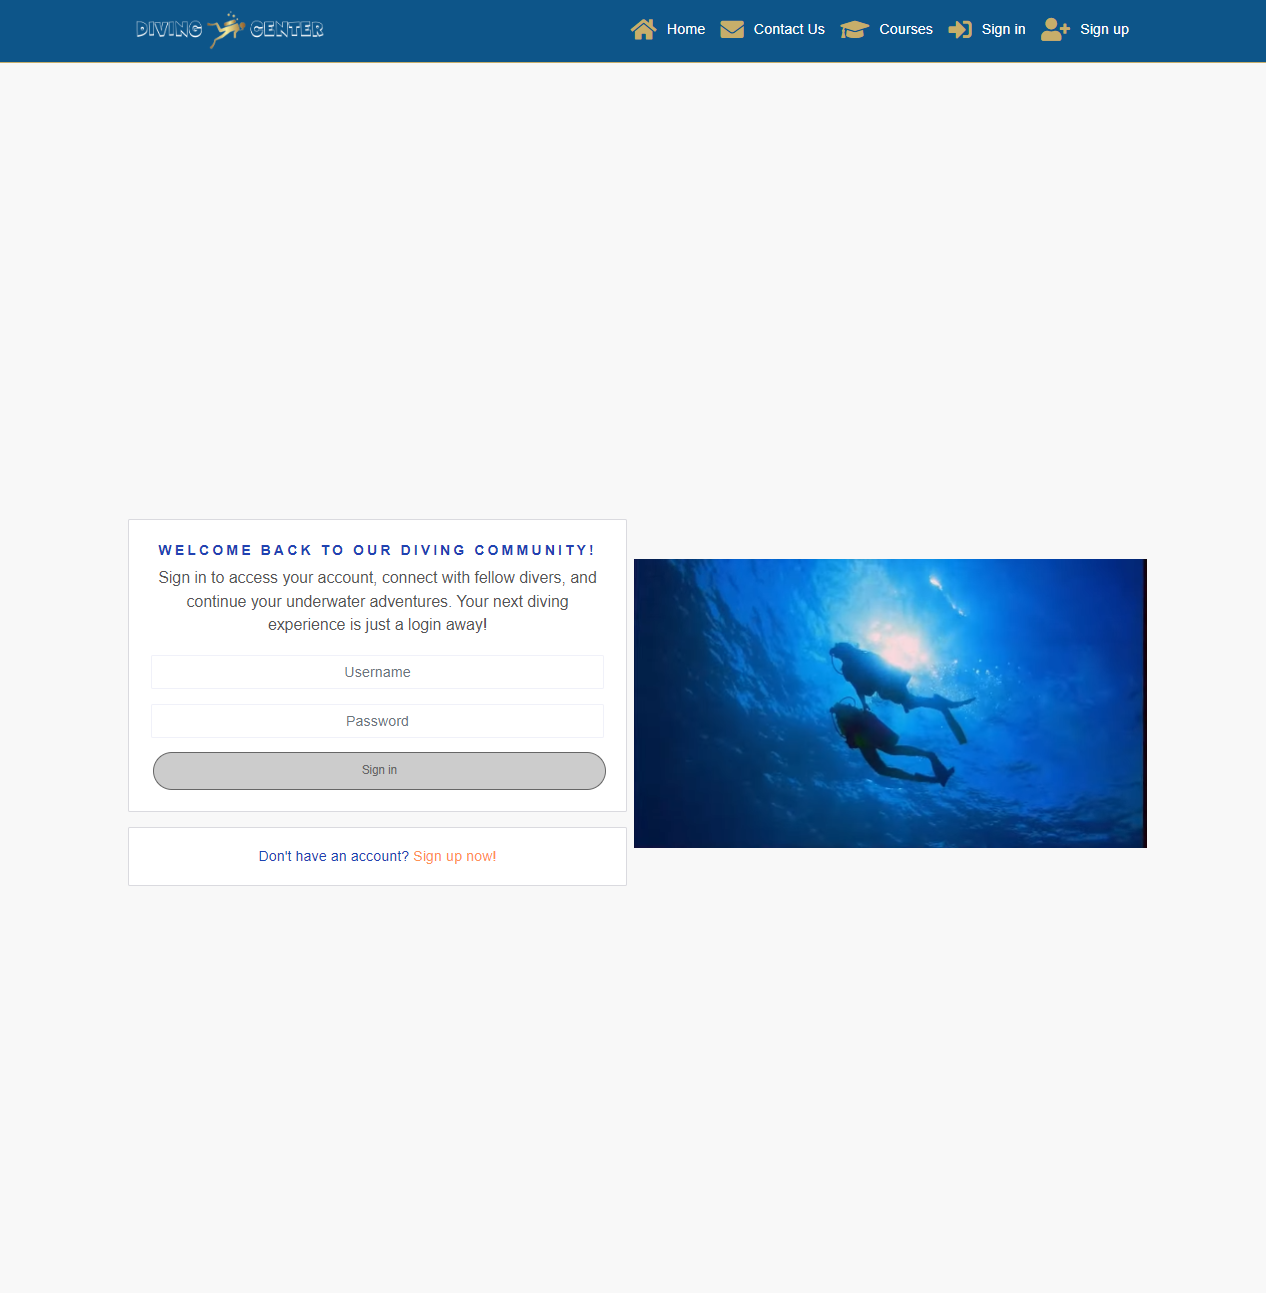 DIVING CENTER
Home
Contact Us
Courses
Sign in
Sign up
WELCOME BACK TO OUR DIVING COMMUNITY!
Sign in to access your account, connect with fellow divers, and
continue your underwater adventures. Your next diving
experience is just a login away!
Username
Password
Sign in
Don't have an account? Sign up now!